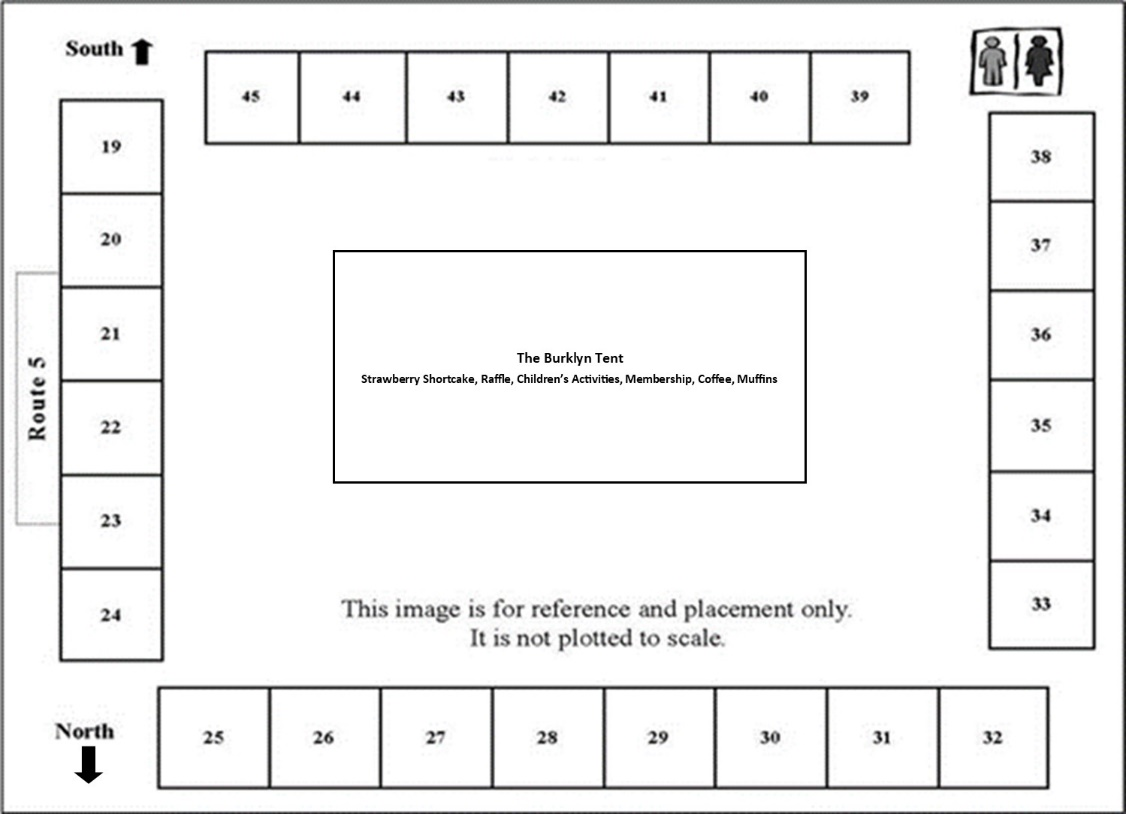 South
45 44 43 42 41 40 39
19
20
21
22
23
24
Route 5
38
37
36
35
34
33
The Burklyn Tent
Strawberry Shortcake, Raffle, Children’s Activities, Membership, Coffee, Muffins
This image is for reference and placement only.
It is not plotted to scale.
North
25 26 27 28 29 30 31 32